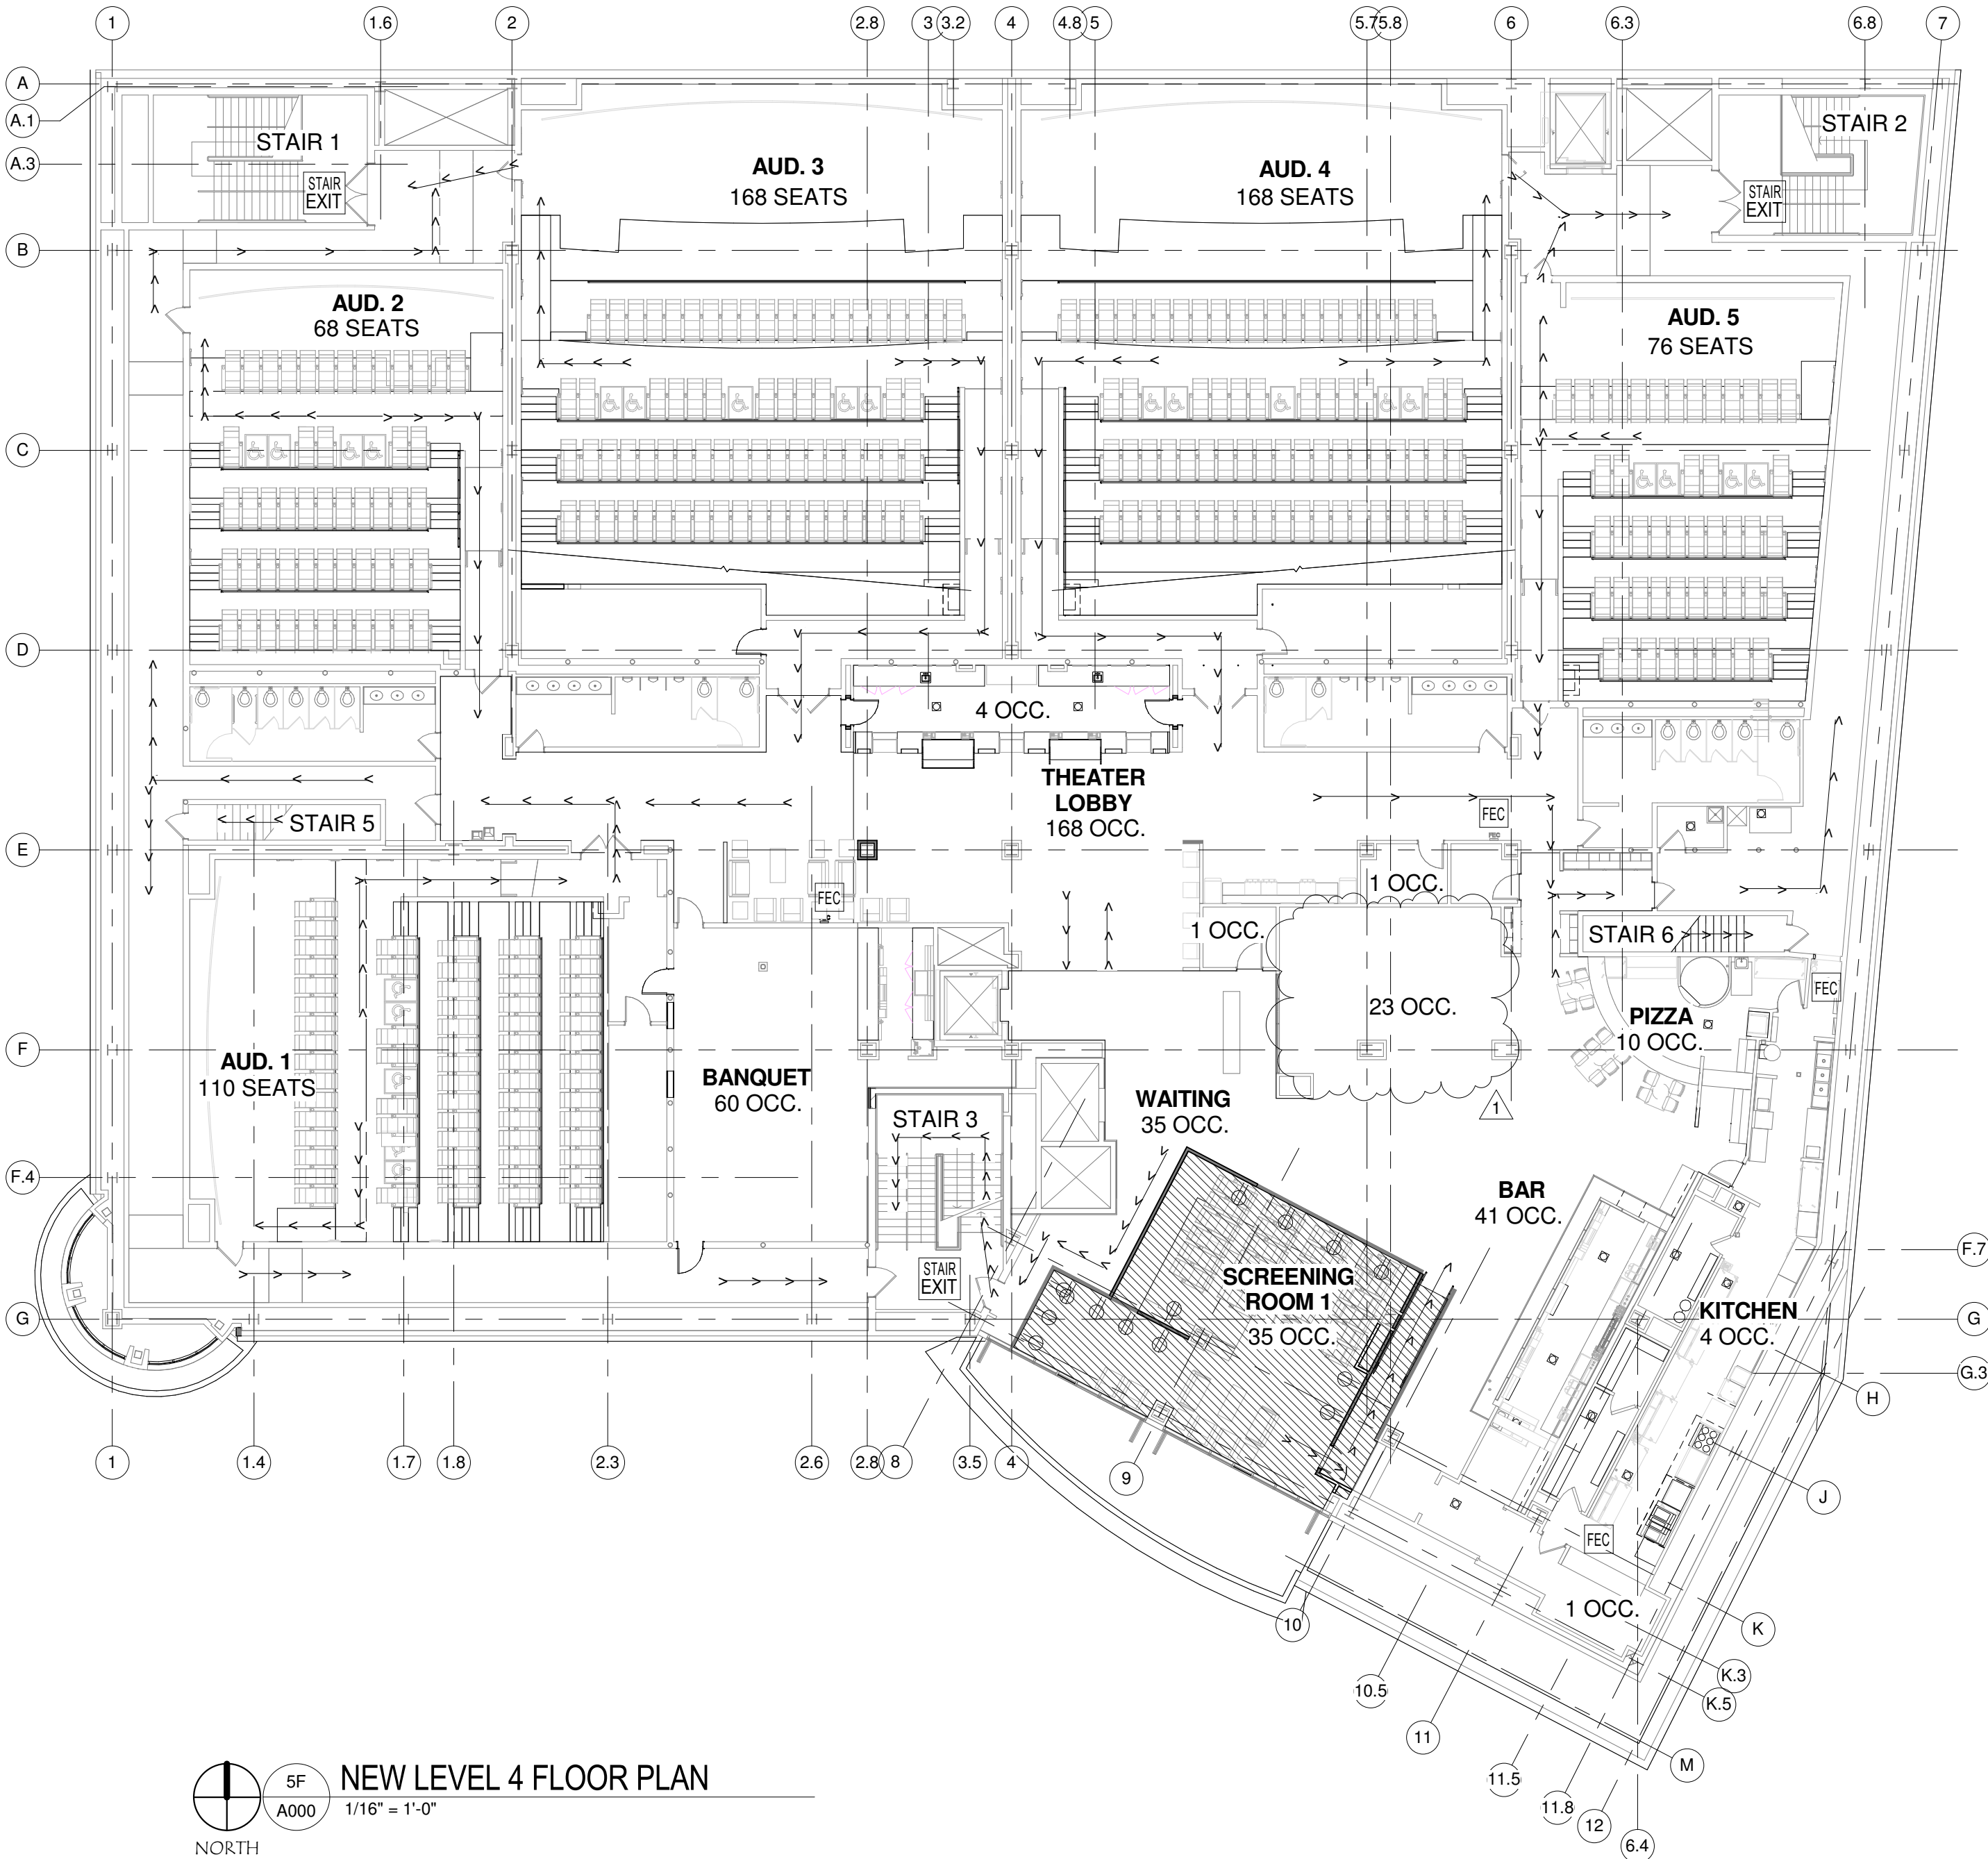 1 1.6 2 2.8 3 3.2 4 4.8 5 5.7 5.8 6 6.3 6.8 7
A
A.1
A.3
B
C
D
E
F
F.4
G
STAIR 1
STAIR
EXIT
AUD. 3
168 SEATS
AUD. 4
168 SEATS
STAIR 2
STAIR
EXIT
AUD. 2
68 SEATS
AUD. 5
76 SEATS
4 OCC.
THEATER
LOBBY
168 OCC.
FEC
STAIR 5
FEC
1 OCC.
1 OCC.
STAIR 6
23 OCC.
FEC
PIZZA
10 OCC.
AUD. 1
110 SEATS
BANQUET
60 OCC.
STAIR 3
WAITING
35 OCC.
1
BAR
41 OCC.
STAIR
EXIT
SCREENING
ROOM 1
35 OCC.
KITCHEN
4 OCC.
FEC
1 OCC.
F.7
G
G.3
H
J
K
K.3
K.5
M
1 1.4 1.7 1.8 2.3 2.6 2.8 8 3.5 4 9
10
10.5
11
11.5
11.8
12
6.4
5F
A000
NEW LEVEL 4 FLOOR PLAN
1/16" = 1'-0"
NORTH